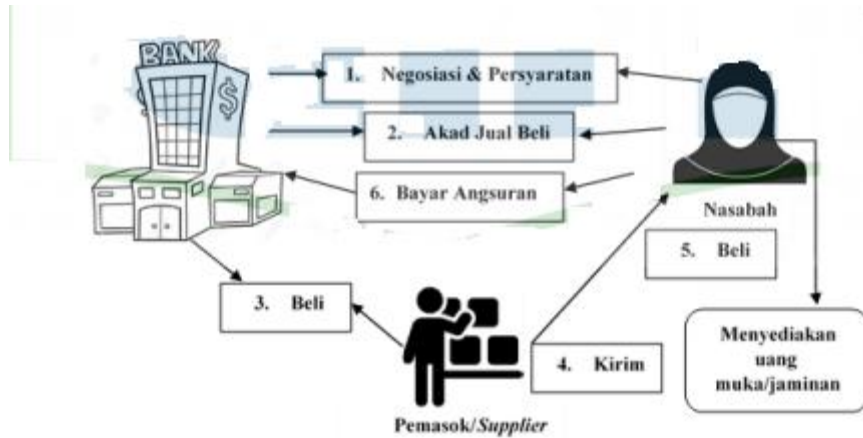 BANK
1. Negosiasi & Persyaratan
2. Akad Jual Beli
6. Bayar Angsuran
Nasabah
5. Beli
3. Beli
Menyediakan
uang
muka/jaminan
4. Kirim
Pemasok/Supplier